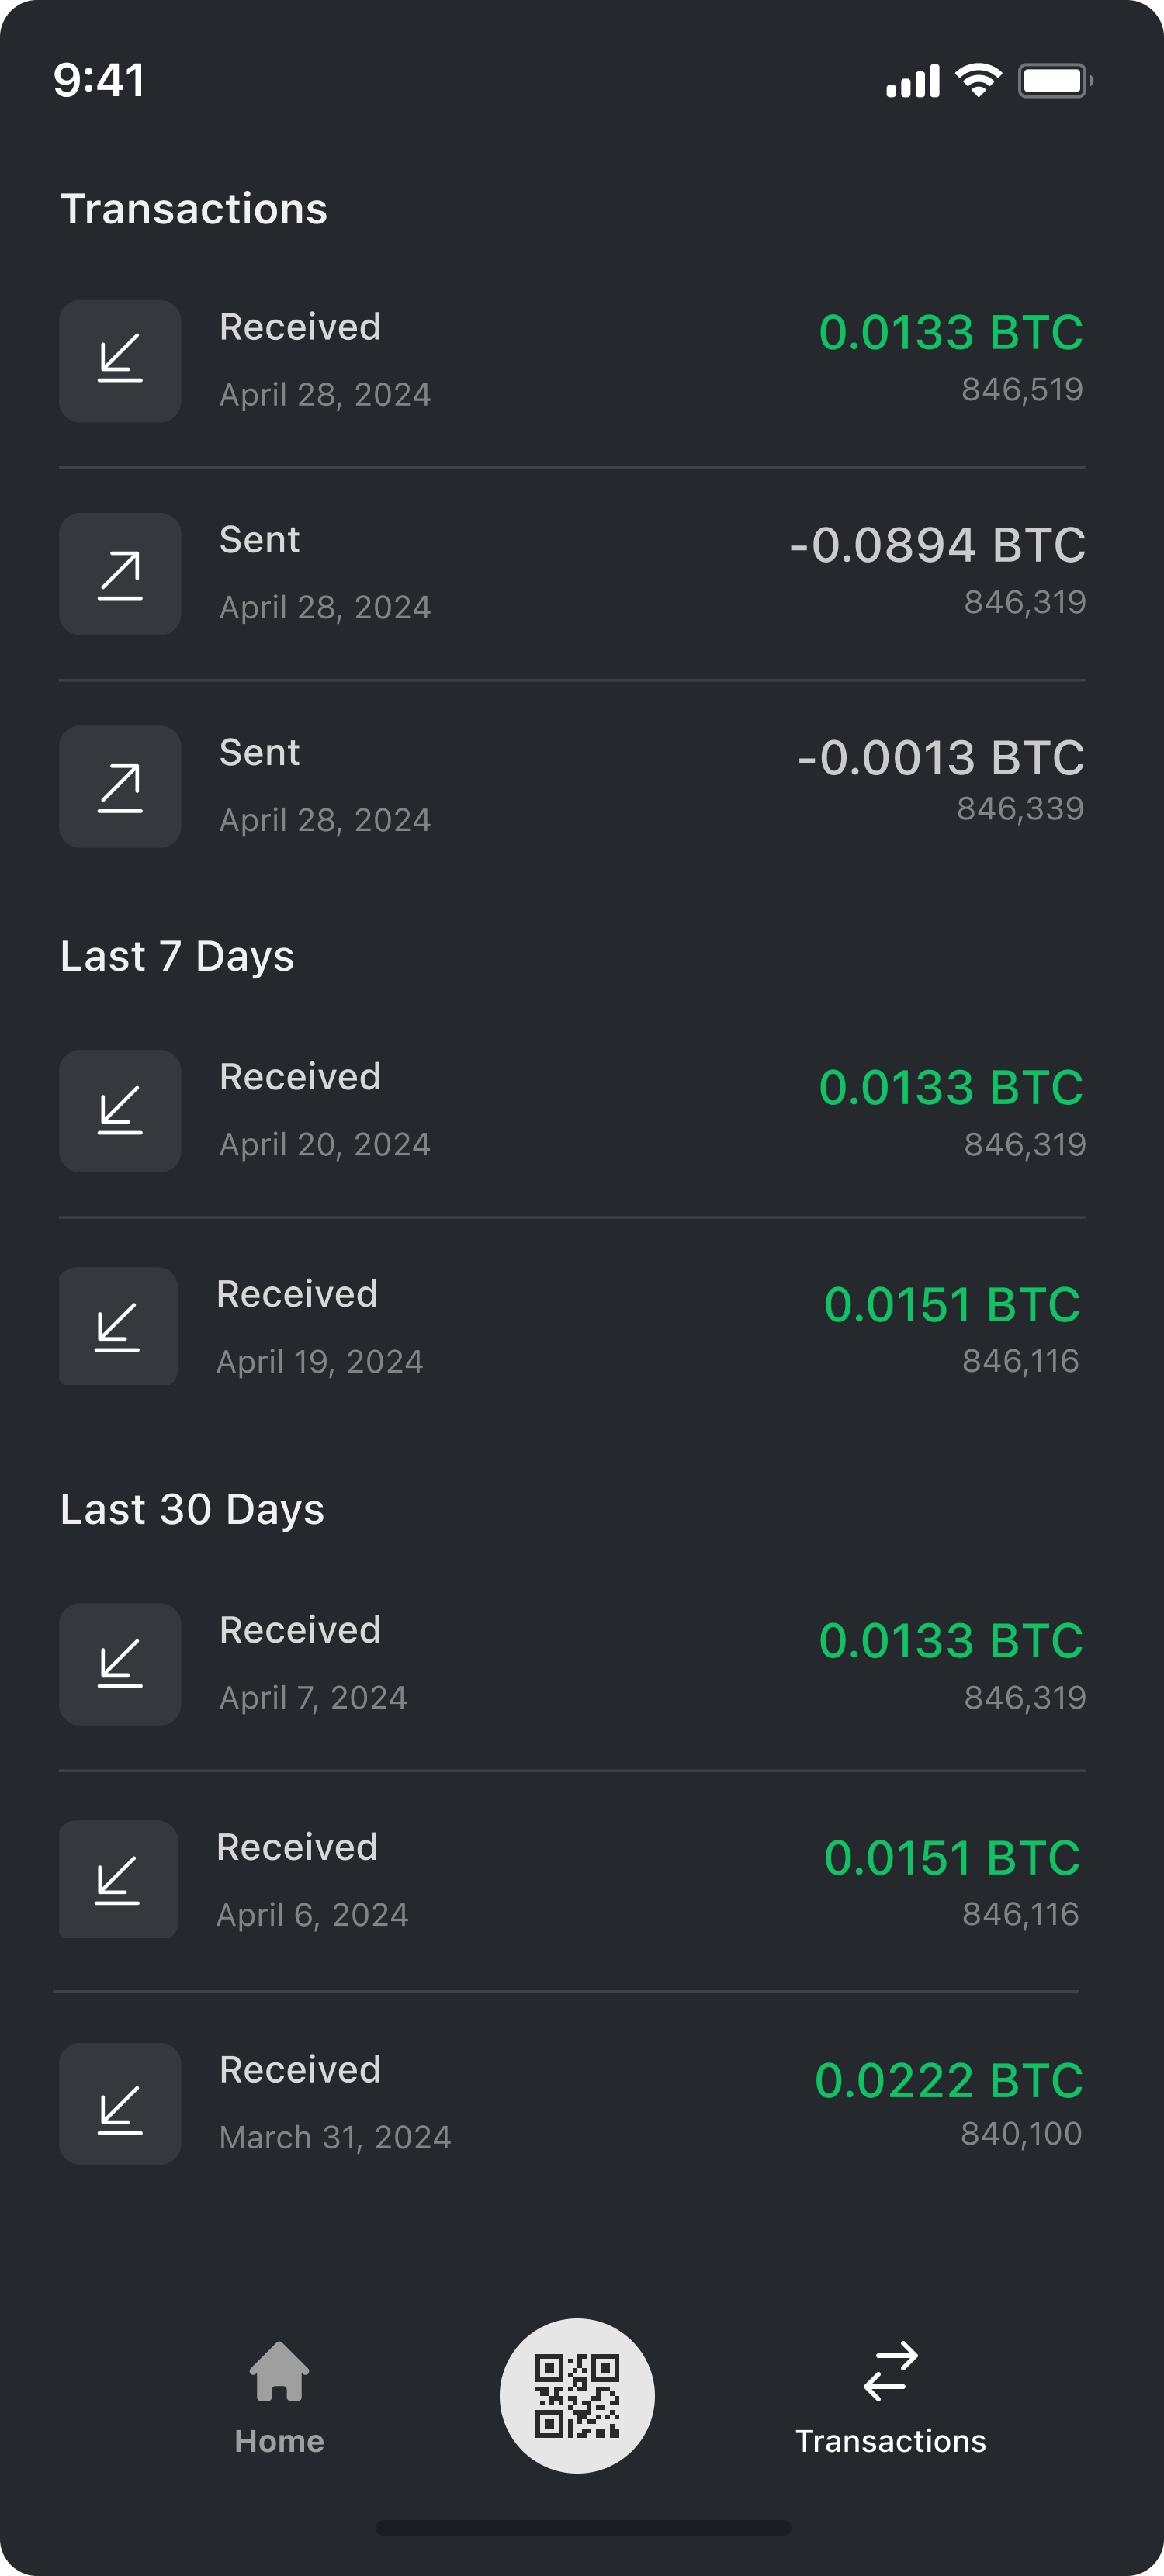 9:41
Transactions
Received
0.0133 BTC
April 28, 2024
846,519
Sent
-0.0894 BTC
April 28, 2024
846,319
Sent
-0.0013 BTC
April 28, 2024
846,339
Last 7 Days
Received
0.0133 BTC
April 20, 2024
846,319
Received
0.0151 BTC
April 19, 2024
846,116
Last 30 Days
Received
0.0133 BTC
April 7, 2024
846,319
Received
0.0151 BTC
April 6, 2024
846,116
Received
0.0222 BTC
March 31, 2024
840,100
Home
Transactions